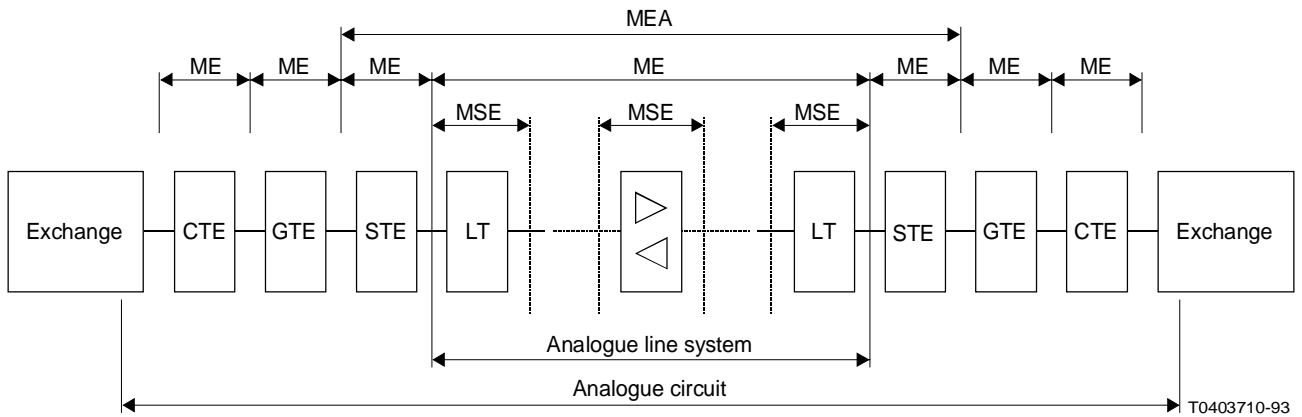 MEA
ME ME ME ME ME ME ME
MSE MSE MSE
Exchange CTE GTE STE LT LT STE GTE CTE Exchange
Analogue line system
Analogue circuit
T0403710-93